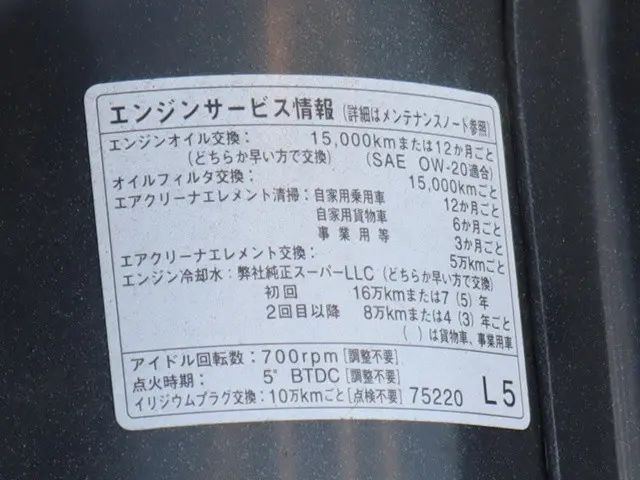 エンジンサービス情報 (詳細はメンテナンスノート参照)
エンジンオイル交換: 15,000kmまたは12か月ごと
(どちらか早い方で交換) (SAE 0W-20適合)
オイルフィルタ交換: 15,000kmごと
エアクリーナエレメント清掃:自家用乗用車 12か月ごと
自家用貨物車 6か月ごと
事業用等 3か月ごと
エアクリーナエレメント交換: 5万kmごと
エンジン冷却水:弊社純正スーパーLLC (どちらか早い方で交換)
初回 16万kmまたは7 (5) 年
2回目以降 8万kmまたは4 (3) 年ごと
( )は貨物車、事業用車
アイドル回転数:700rpm [調整不要]
点火時期: 5° BTDC [調整不要]
イリジウムプラグ交換:10万kmごと [点検不要] 75220 L5